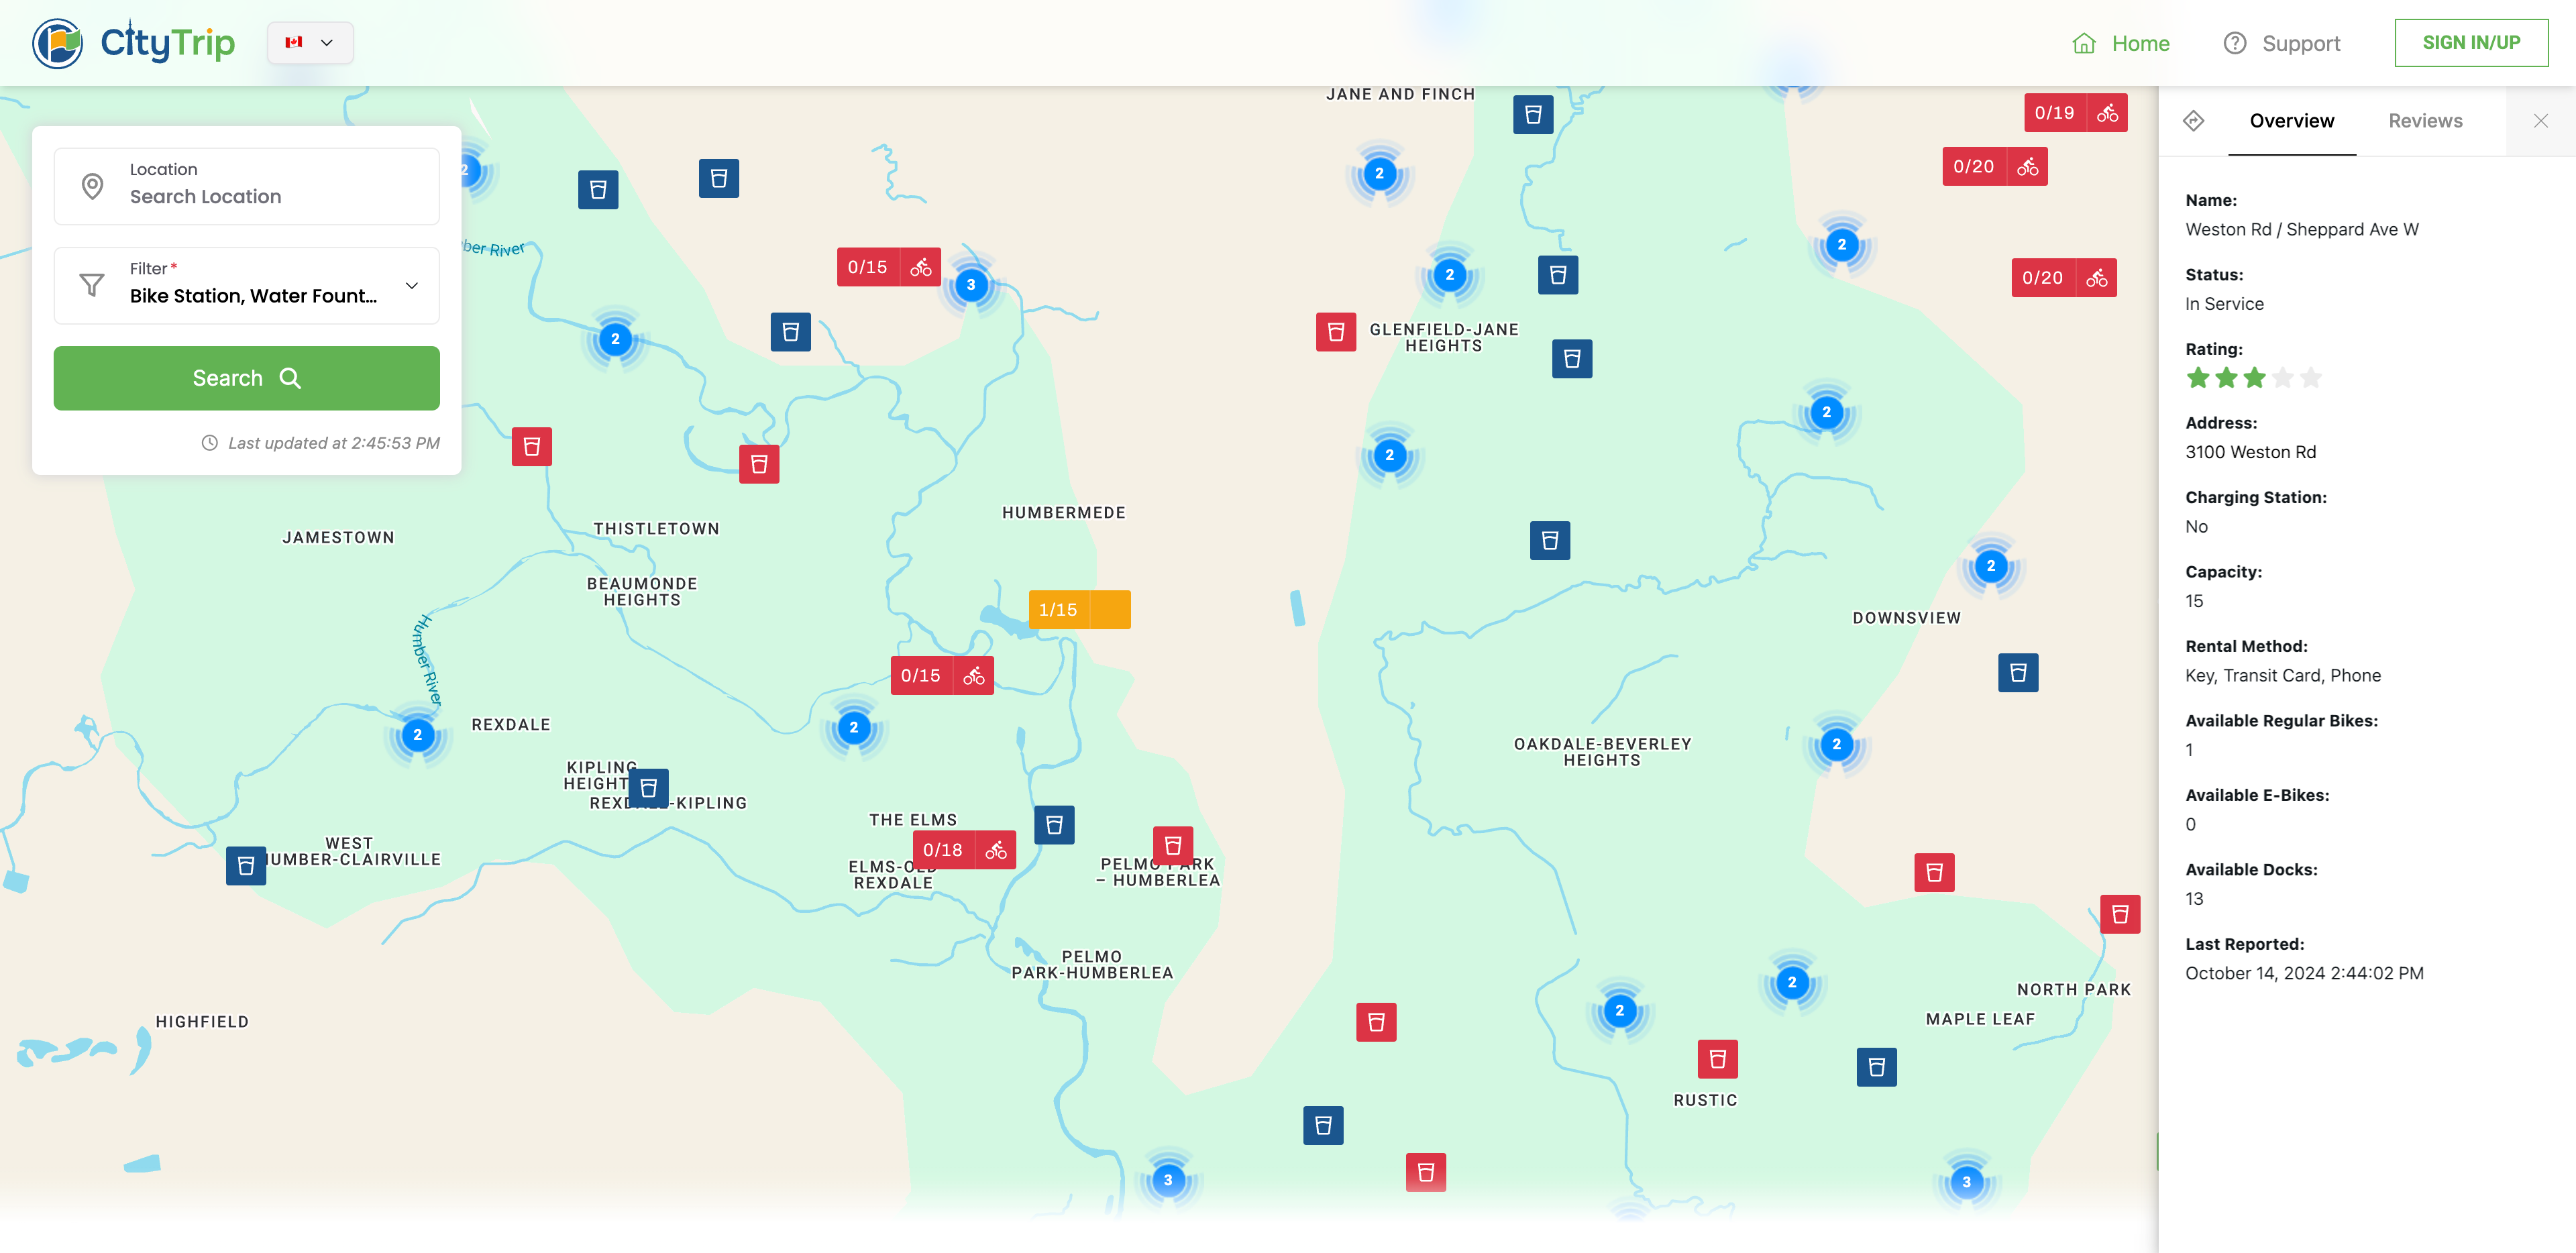 CityTrip
Home
Support
SIGN IN/UP
Location
Search Location
Filter*
Bike Station, Water Fount...
Search
Last updated at 2:45:53 PM
JANE AND FINCH
0/19
0/20
2
2
ber River
2
0/15
3
2
0/20
2
GLENFIELD-JANE
HEIGHTS
2
2
HUMBERMEDE
THISTLETOWN
JAMESTOWN
BEAUMONDE
HEIGHTS
2
1/15
DOWNSVIEW
Humber River
0/15
REXDALE
2
2
OAKDALE-BEVERLEY
HEIGHTS
2
KIPLING
HEIGHT
REXDALE-KIPLING
THE ELMS
WEST
HUMBER-CLAIRVILLE
0/18
ELMS-OLD
REXDALE
PELMO PARK
– HUMBERLEA
PELMO
PARK-HUMBERLEA
2
NORTH PARK
2
MAPLE LEAF
HIGHFIELD
RUSTIC
3
3
Overview
Reviews
Name:
Weston Rd / Sheppard Ave W
Status:
In Service
Rating:
Address:
3100 Weston Rd
Charging Station:
No
Capacity:
15
Rental Method:
Key, Transit Card, Phone
Available Regular Bikes:
1
Available E-Bikes:
0
Available Docks:
13
Last Reported:
October 14, 2024 2:44:02 PM